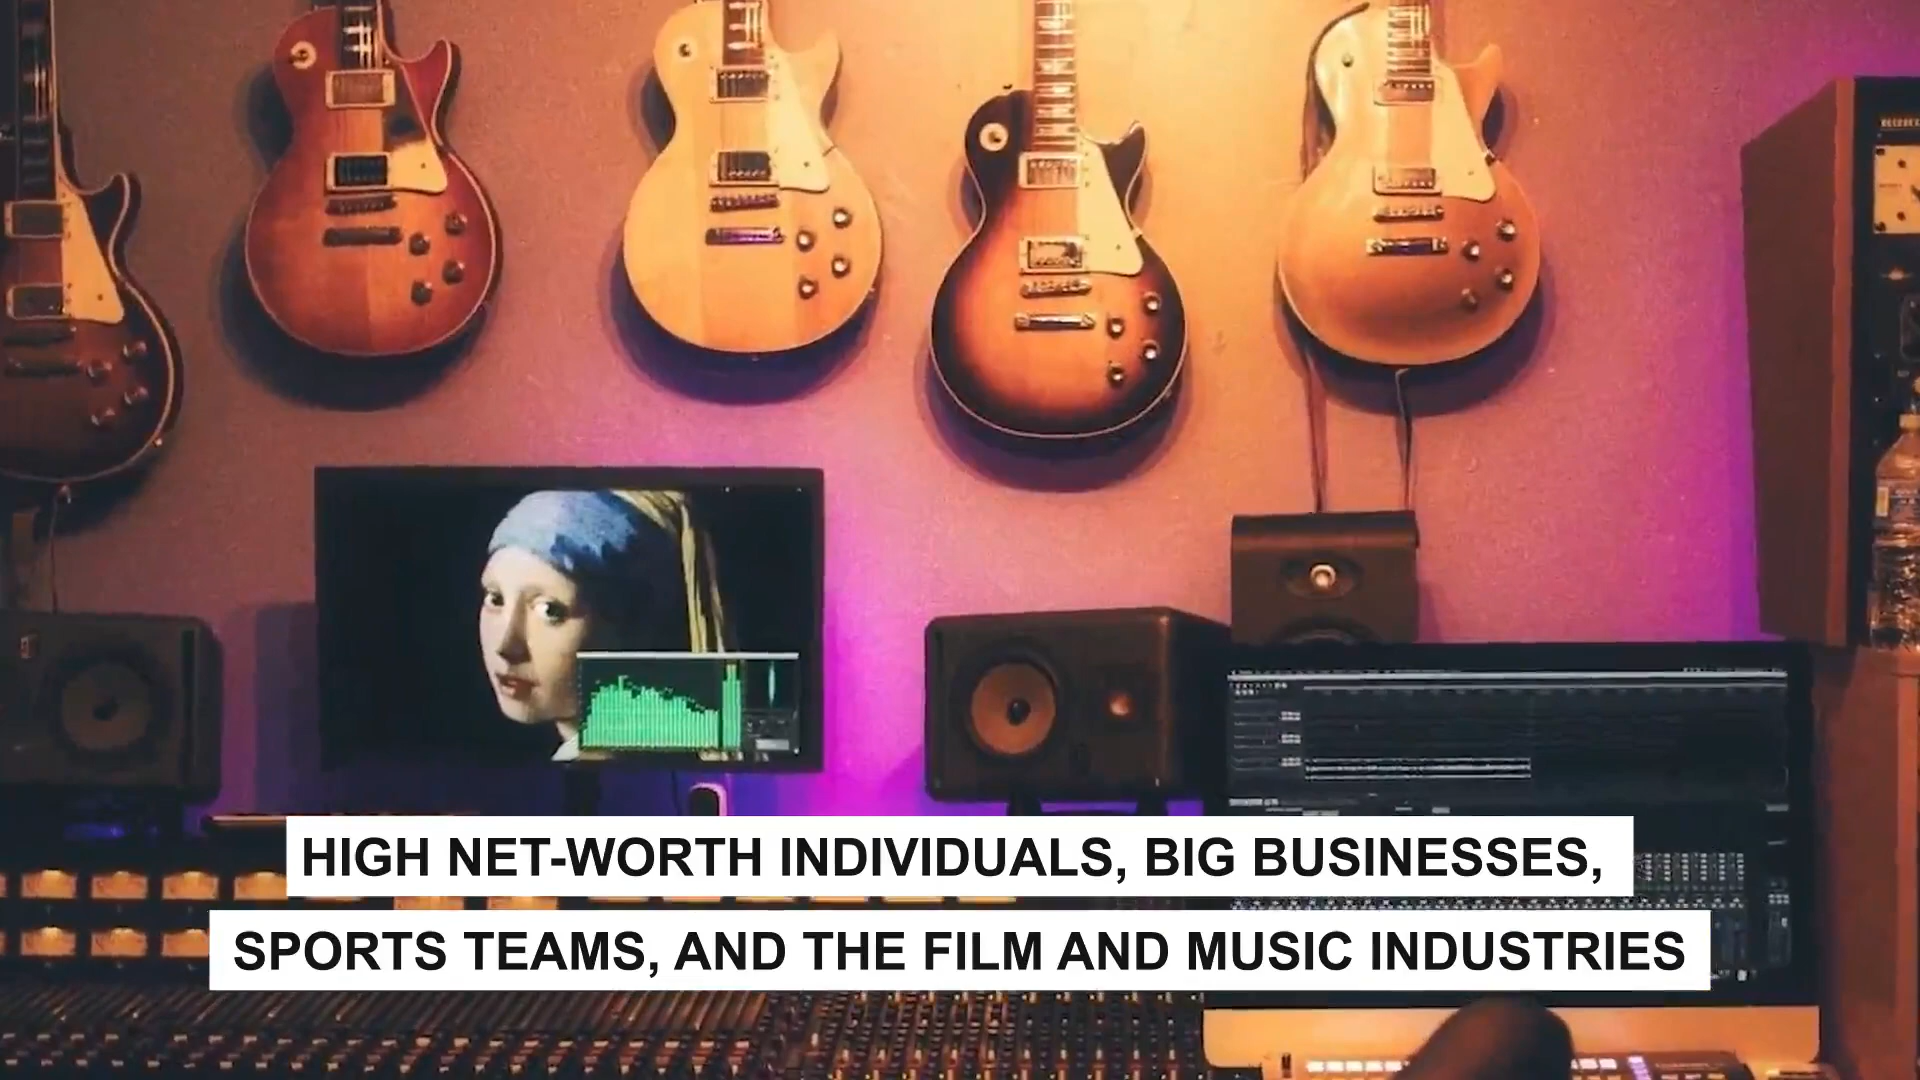 HIGH NET-WORTH INDIVIDUALS, BIG BUSINESSES,
SPORTS TEAMS, AND THE FILM AND MUSIC INDUSTRIES